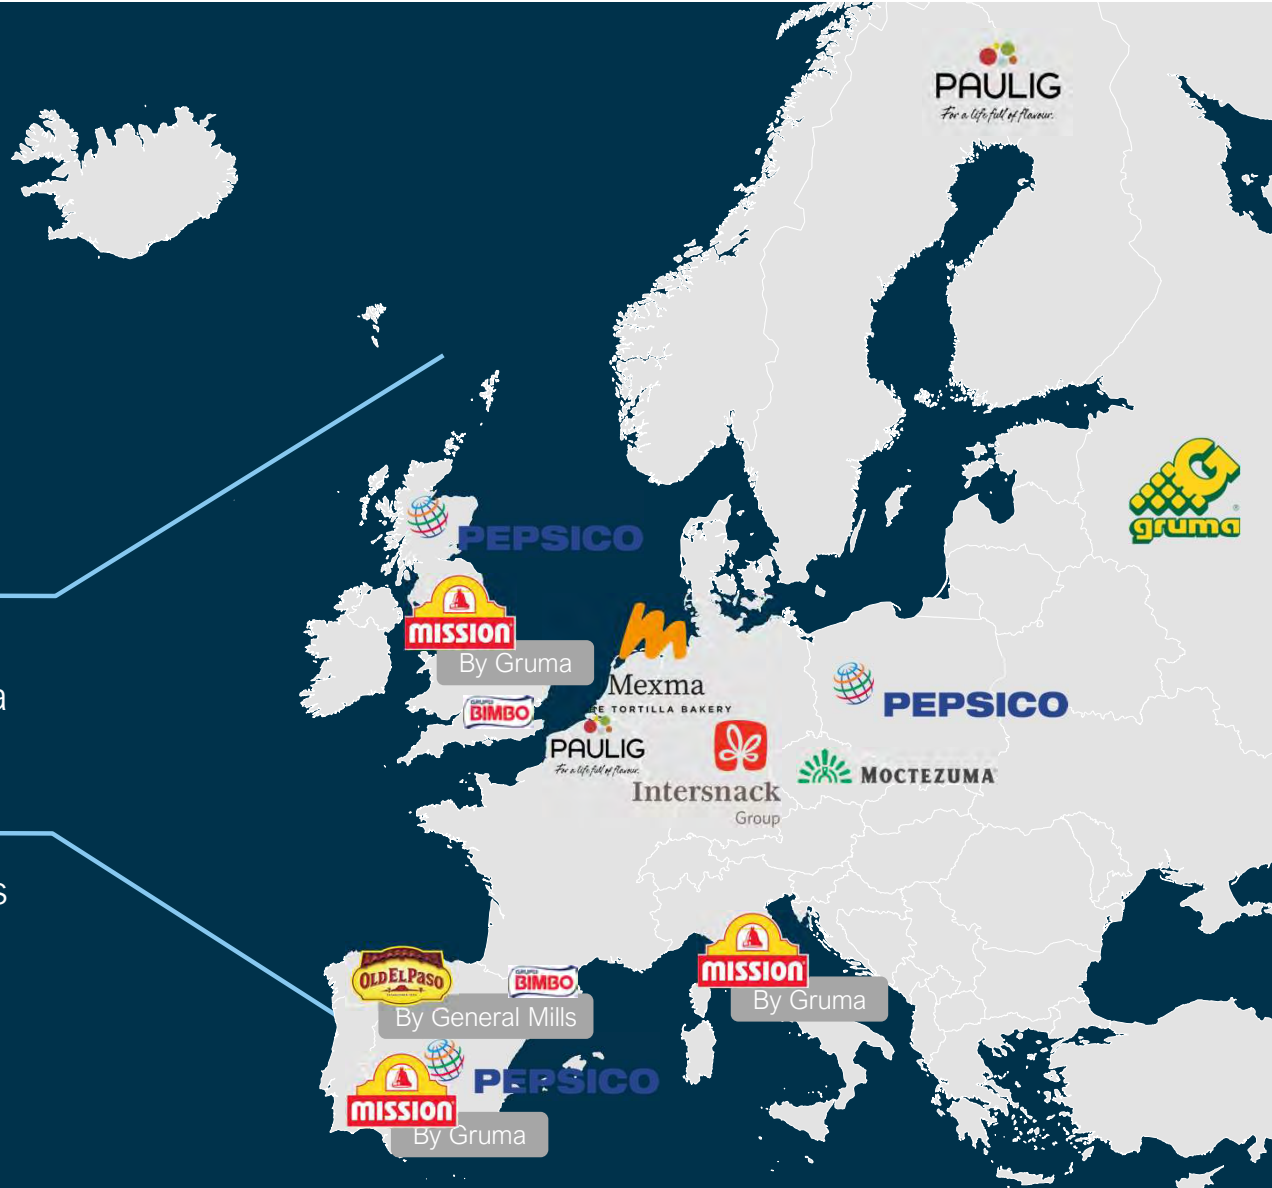 PAULIG
For a life full of flavour.
gruma
PEPSICO
MISSION
By Gruma
Mexma
E TORTILLA BAKERY
GRUPO
BIMBO
PAULIG
For a life full of flavour.
Intersnack
Group
PEPSICO
MOCTEZUMA
a
s
MISSION
By Gruma
OLD EL PASO
By General Mills
GRUPO
BIMBO
PEPSICO
MISSION
By Gruma